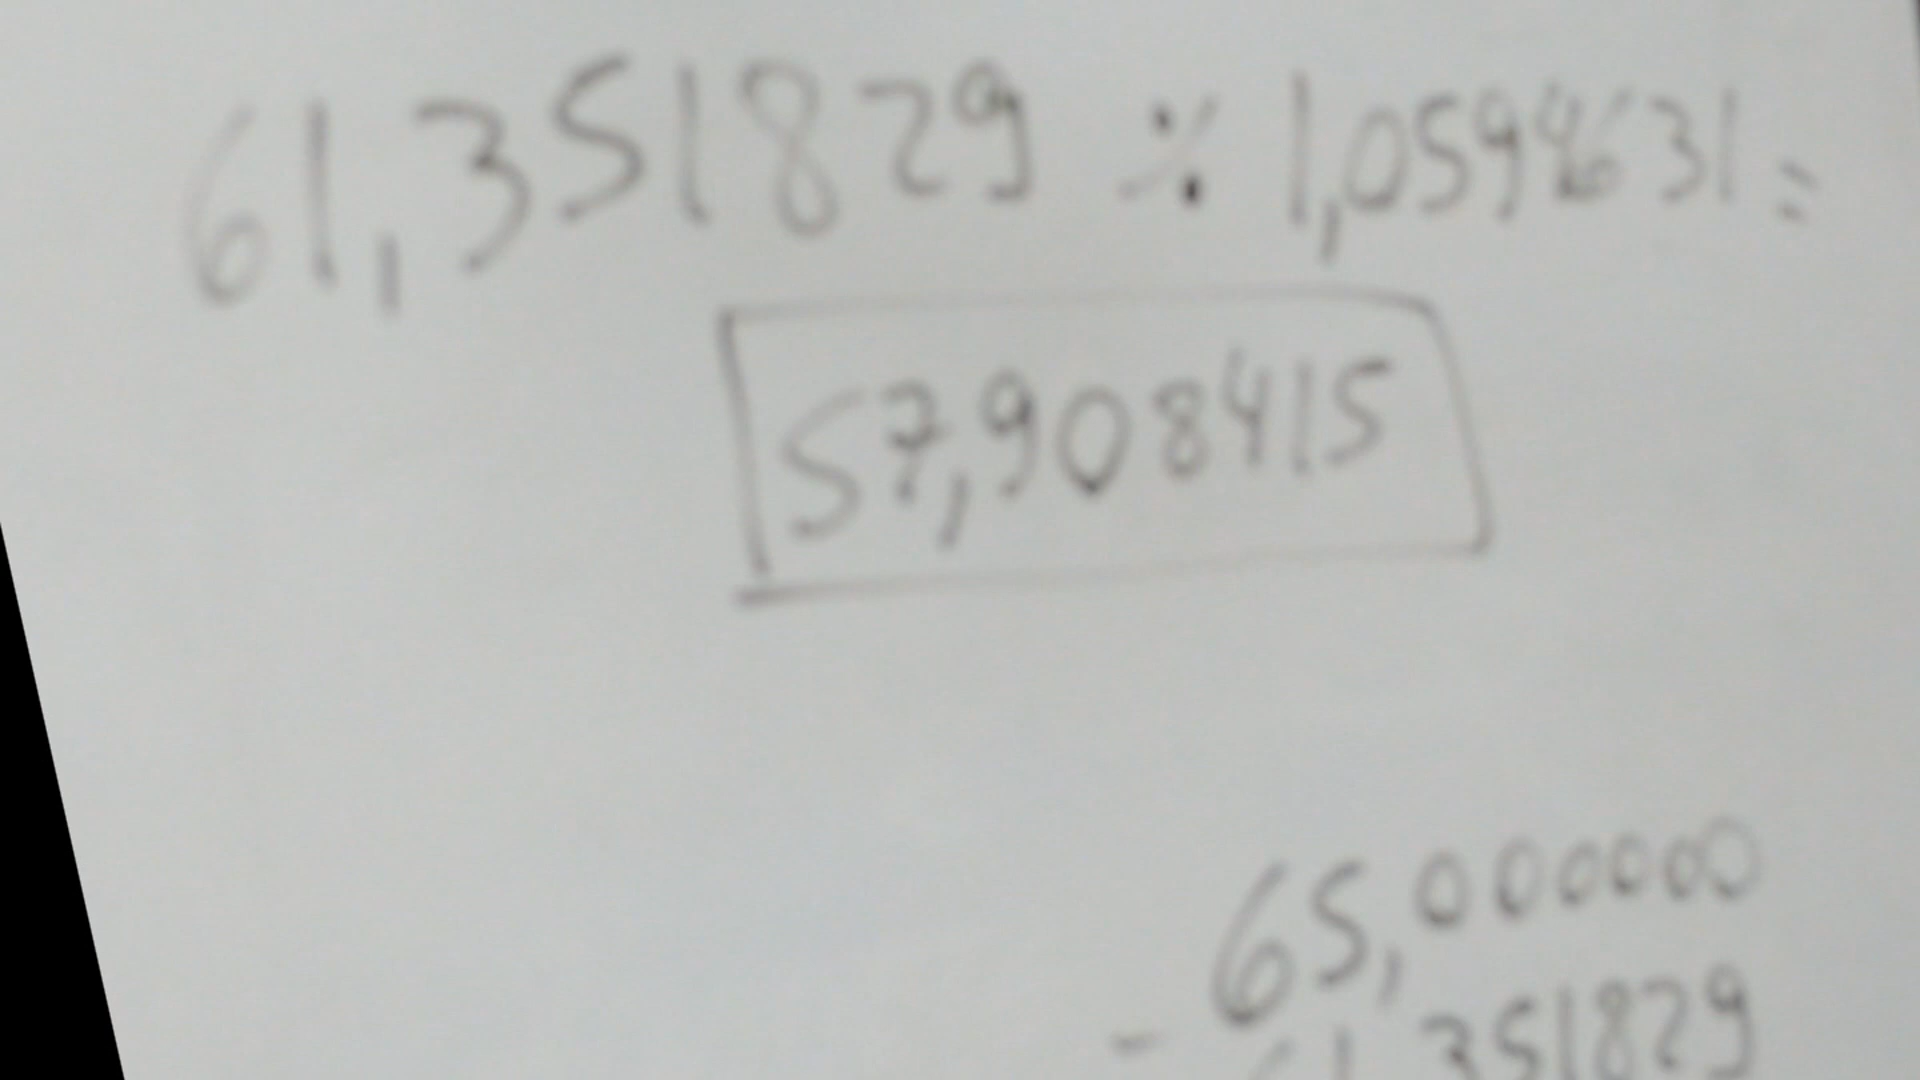 61,351829 ÷ 1,0594631=
57,908415
65,000000
- 61,351829